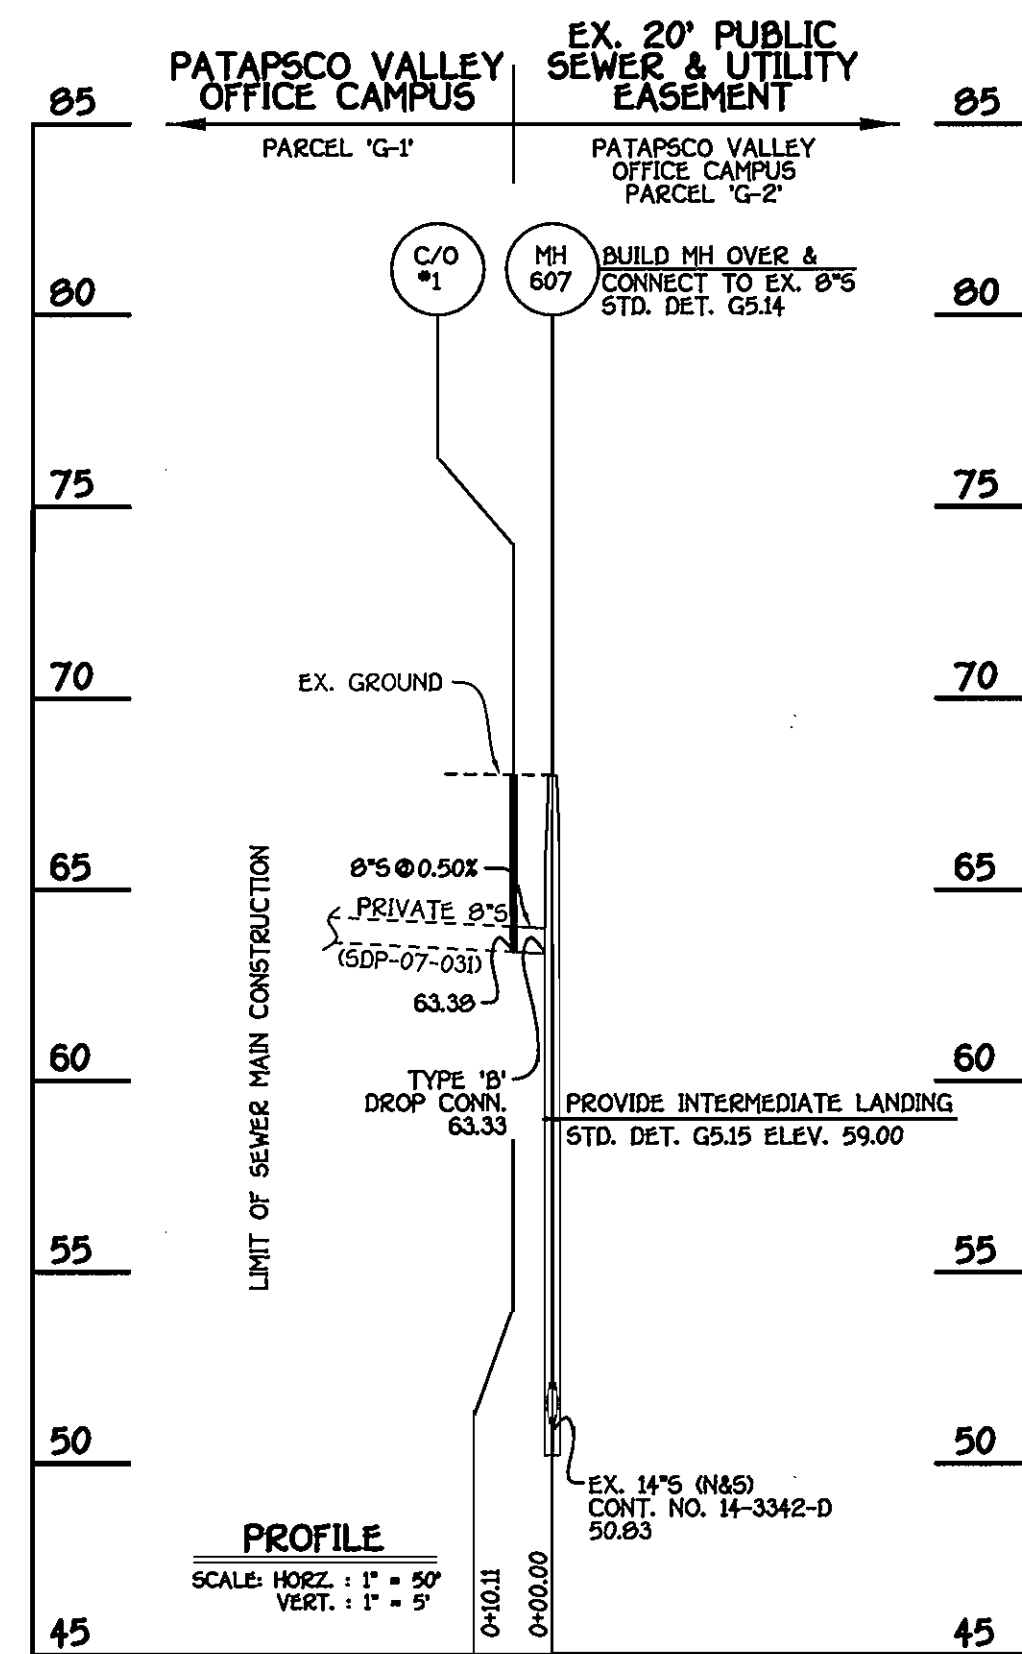 PATAPSCO VALLEY
OFFICE CAMPUS
EX. 20' PUBLIC
SEWER & UTILITY
EASEMENT
85
85
PARCEL 'G-1'
PATAPSCO VALLEY
OFFICE CAMPUS
PARCEL 'G-2'
C/O
#1
MH
607
BUILD MH OVER &
CONNECT TO EX. 8"S
STD. DET. G5.14
80
80
75
75
70
70
EX. GROUND
65
65
8"S @ 0.50%
PRIVATE 8"S
(SDP-07-031)
63.38
LIMIT OF SEWER MAIN CONSTRUCTION
60
60
TYPE 'B'
DROP CONN.
63.33
PROVIDE INTERMEDIATE LANDING
STD. DET. G5.15 ELEV. 59.00
55
55
50
50
EX. 14"S (N&S)
CONT. NO. 14-3342-D
50.83
PROFILE
SCALE: HORZ. : 1" = 50'
VERT. : 1" = 5'
0+10.11
0+00.00
45
45